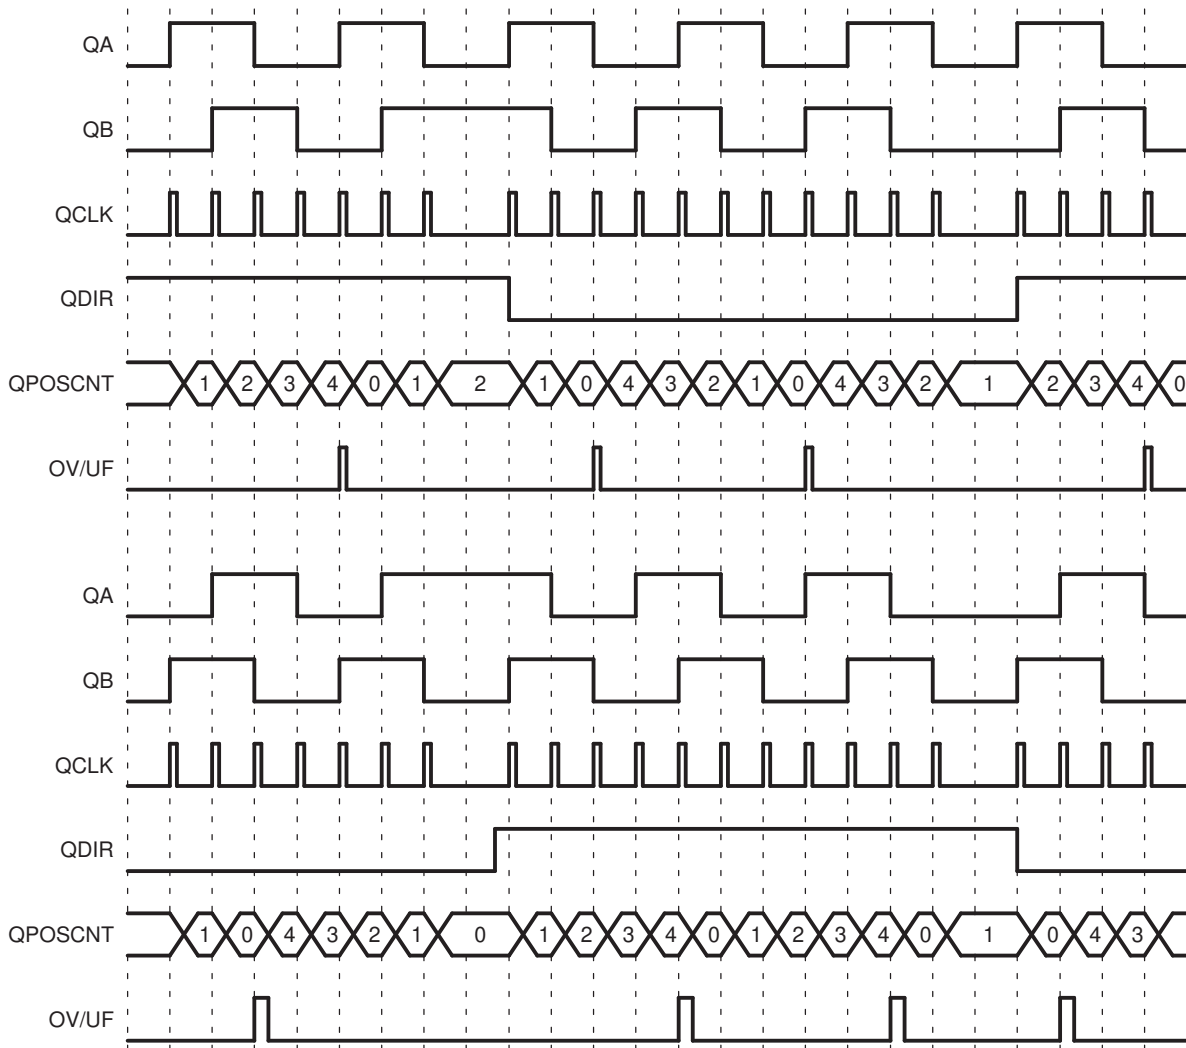 QA
QB
QCLK
QDIR
QPOSCNT 1 2 3 4 0 1 2 1 0 4 3 2 1 0 4 3 2 1 2 3 4 0
OV/UF
QA
QB
QCLK
QDIR
QPOSCNT 1 0 4 3 2 1 0 1 2 3 4 0 1 2 3 4 0 1 0 4 3
OV/UF